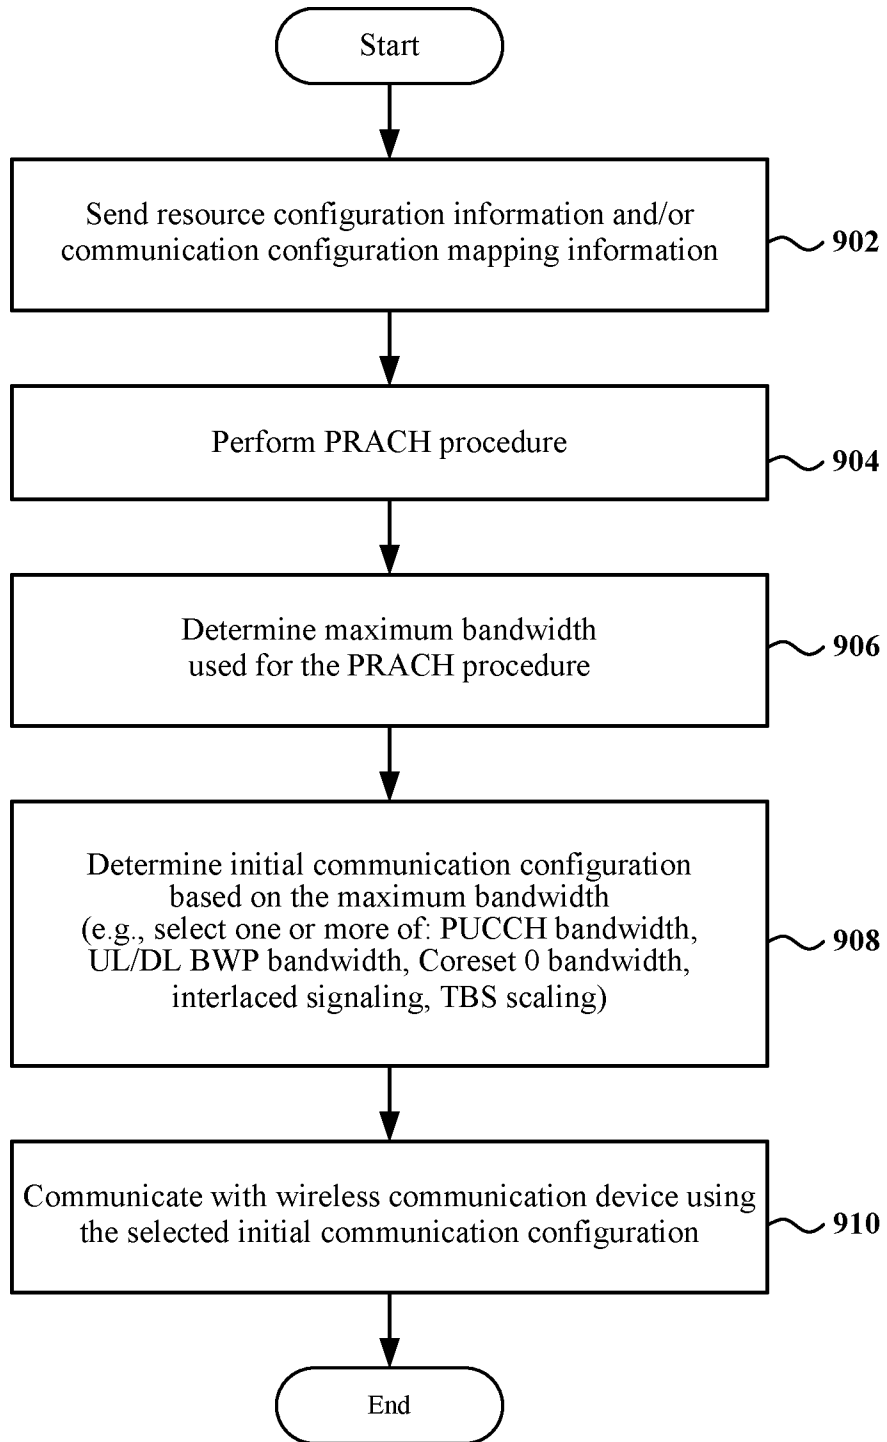 Start
Send resource configuration information and/or
communication configuration mapping information
902
Perform PRACH procedure
904
Determine maximum bandwidth
used for the PRACH procedure
906
Determine initial communication configuration
based on the maximum bandwidth
(e.g., select one or more of: PUCCH bandwidth,
UL/DL BWP bandwidth, Coreset 0 bandwidth,
interlaced signaling, TBS scaling)
908
Communicate with wireless communication device using
the selected initial communication configuration
910
End